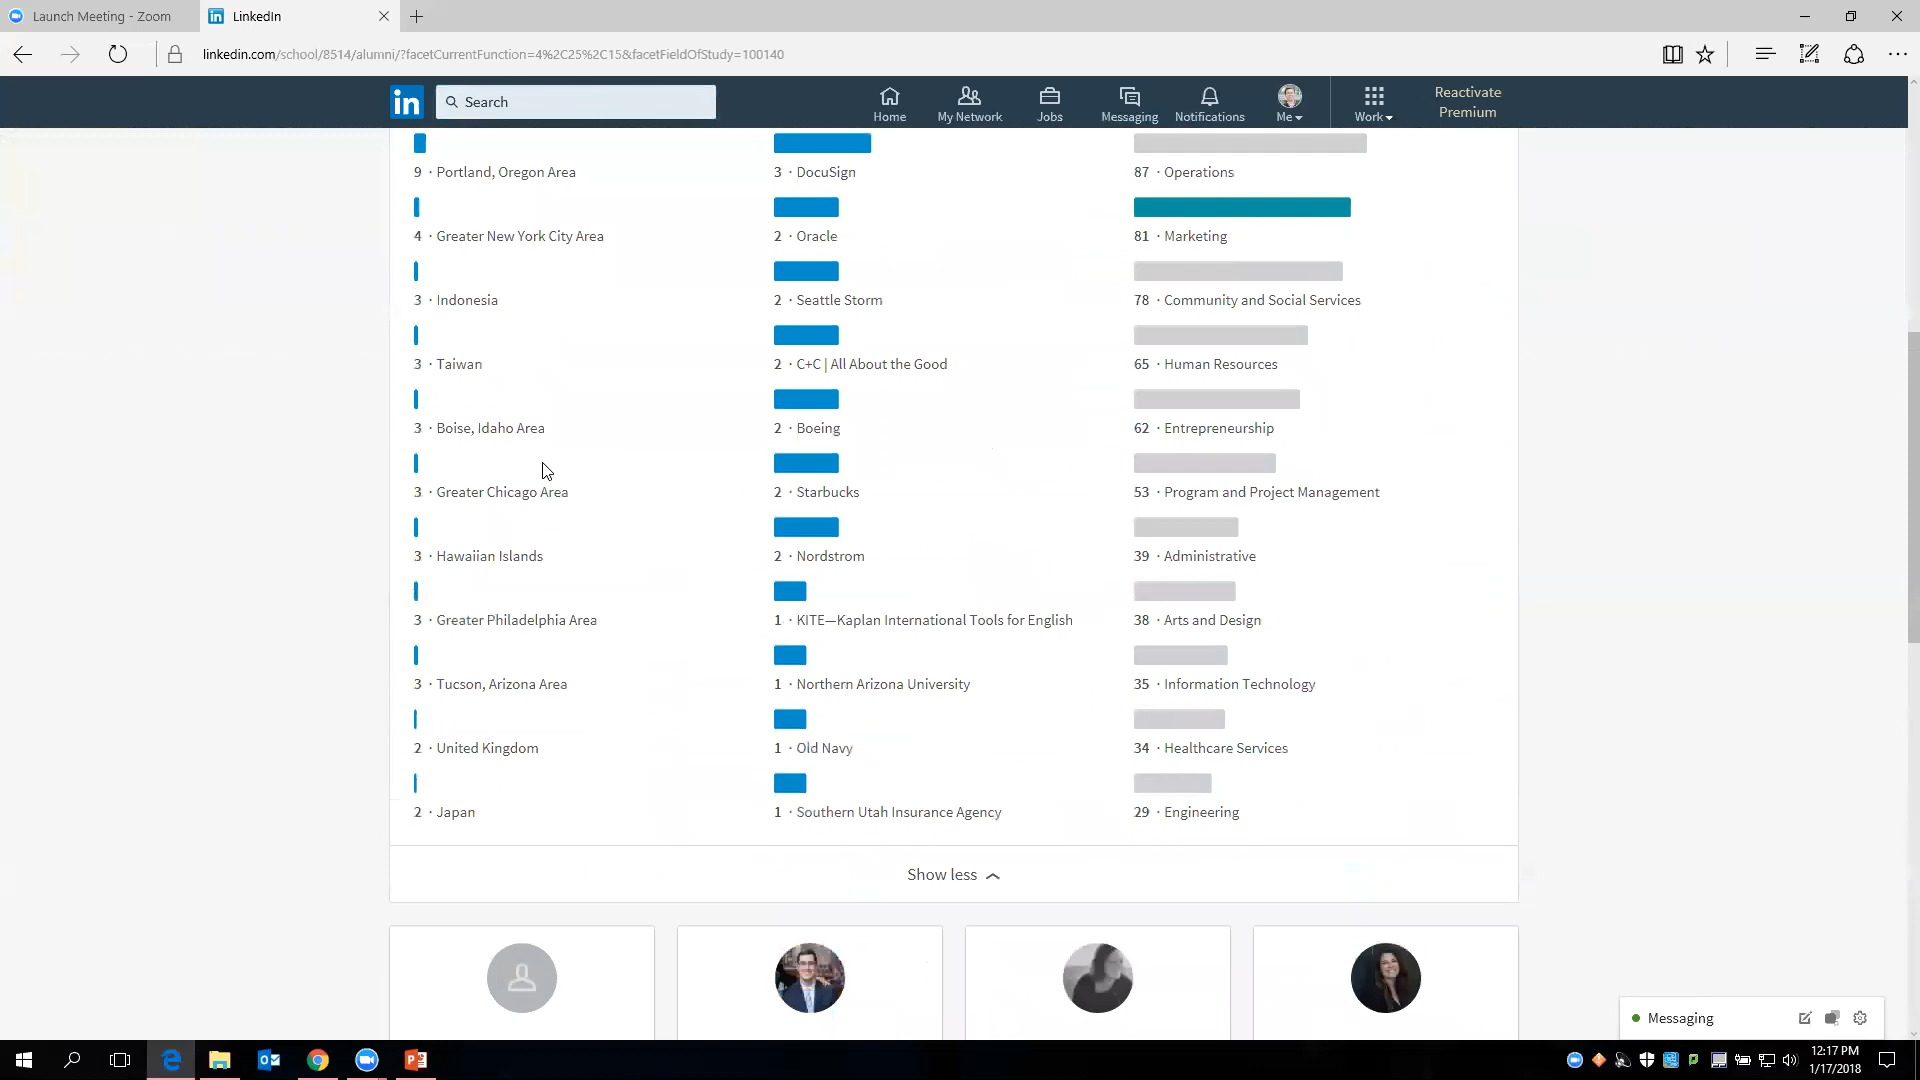 Launch Meeting - Zoom
LinkedIn
linkedin.com/school/8514/alumni/?facetCurrentFunction=4%2C25%2C15&facetFieldOfStudy=100140
in
Search
Home
My Network
Jobs
Messaging
Notifications
Me
Work
Reactivate
Premium
9 · Portland, Oregon Area
3 · DocuSign
87 · Operations
4 · Greater New York City Area
2 · Oracle
81 · Marketing
3 · Indonesia
2 · Seattle Storm
78 · Community and Social Services
3 · Taiwan
2 · C+C | All About the Good
65 · Human Resources
3 · Boise, Idaho Area
2 · Boeing
62 · Entrepreneurship
3 · Greater Chicago Area
2 · Starbucks
53 · Program and Project Management
3 · Hawaiian Islands
2 · Nordstrom
39 · Administrative
3 · Greater Philadelphia Area
1 · KITE—Kaplan International Tools for English
38 · Arts and Design
3 · Tucson, Arizona Area
1 · Northern Arizona University
35 · Information Technology
2 · United Kingdom
1 · Old Navy
34 · Healthcare Services
2 · Japan
1 · Southern Utah Insurance Agency
29 · Engineering
Show less
Messaging
12:17 PM
1/17/2018